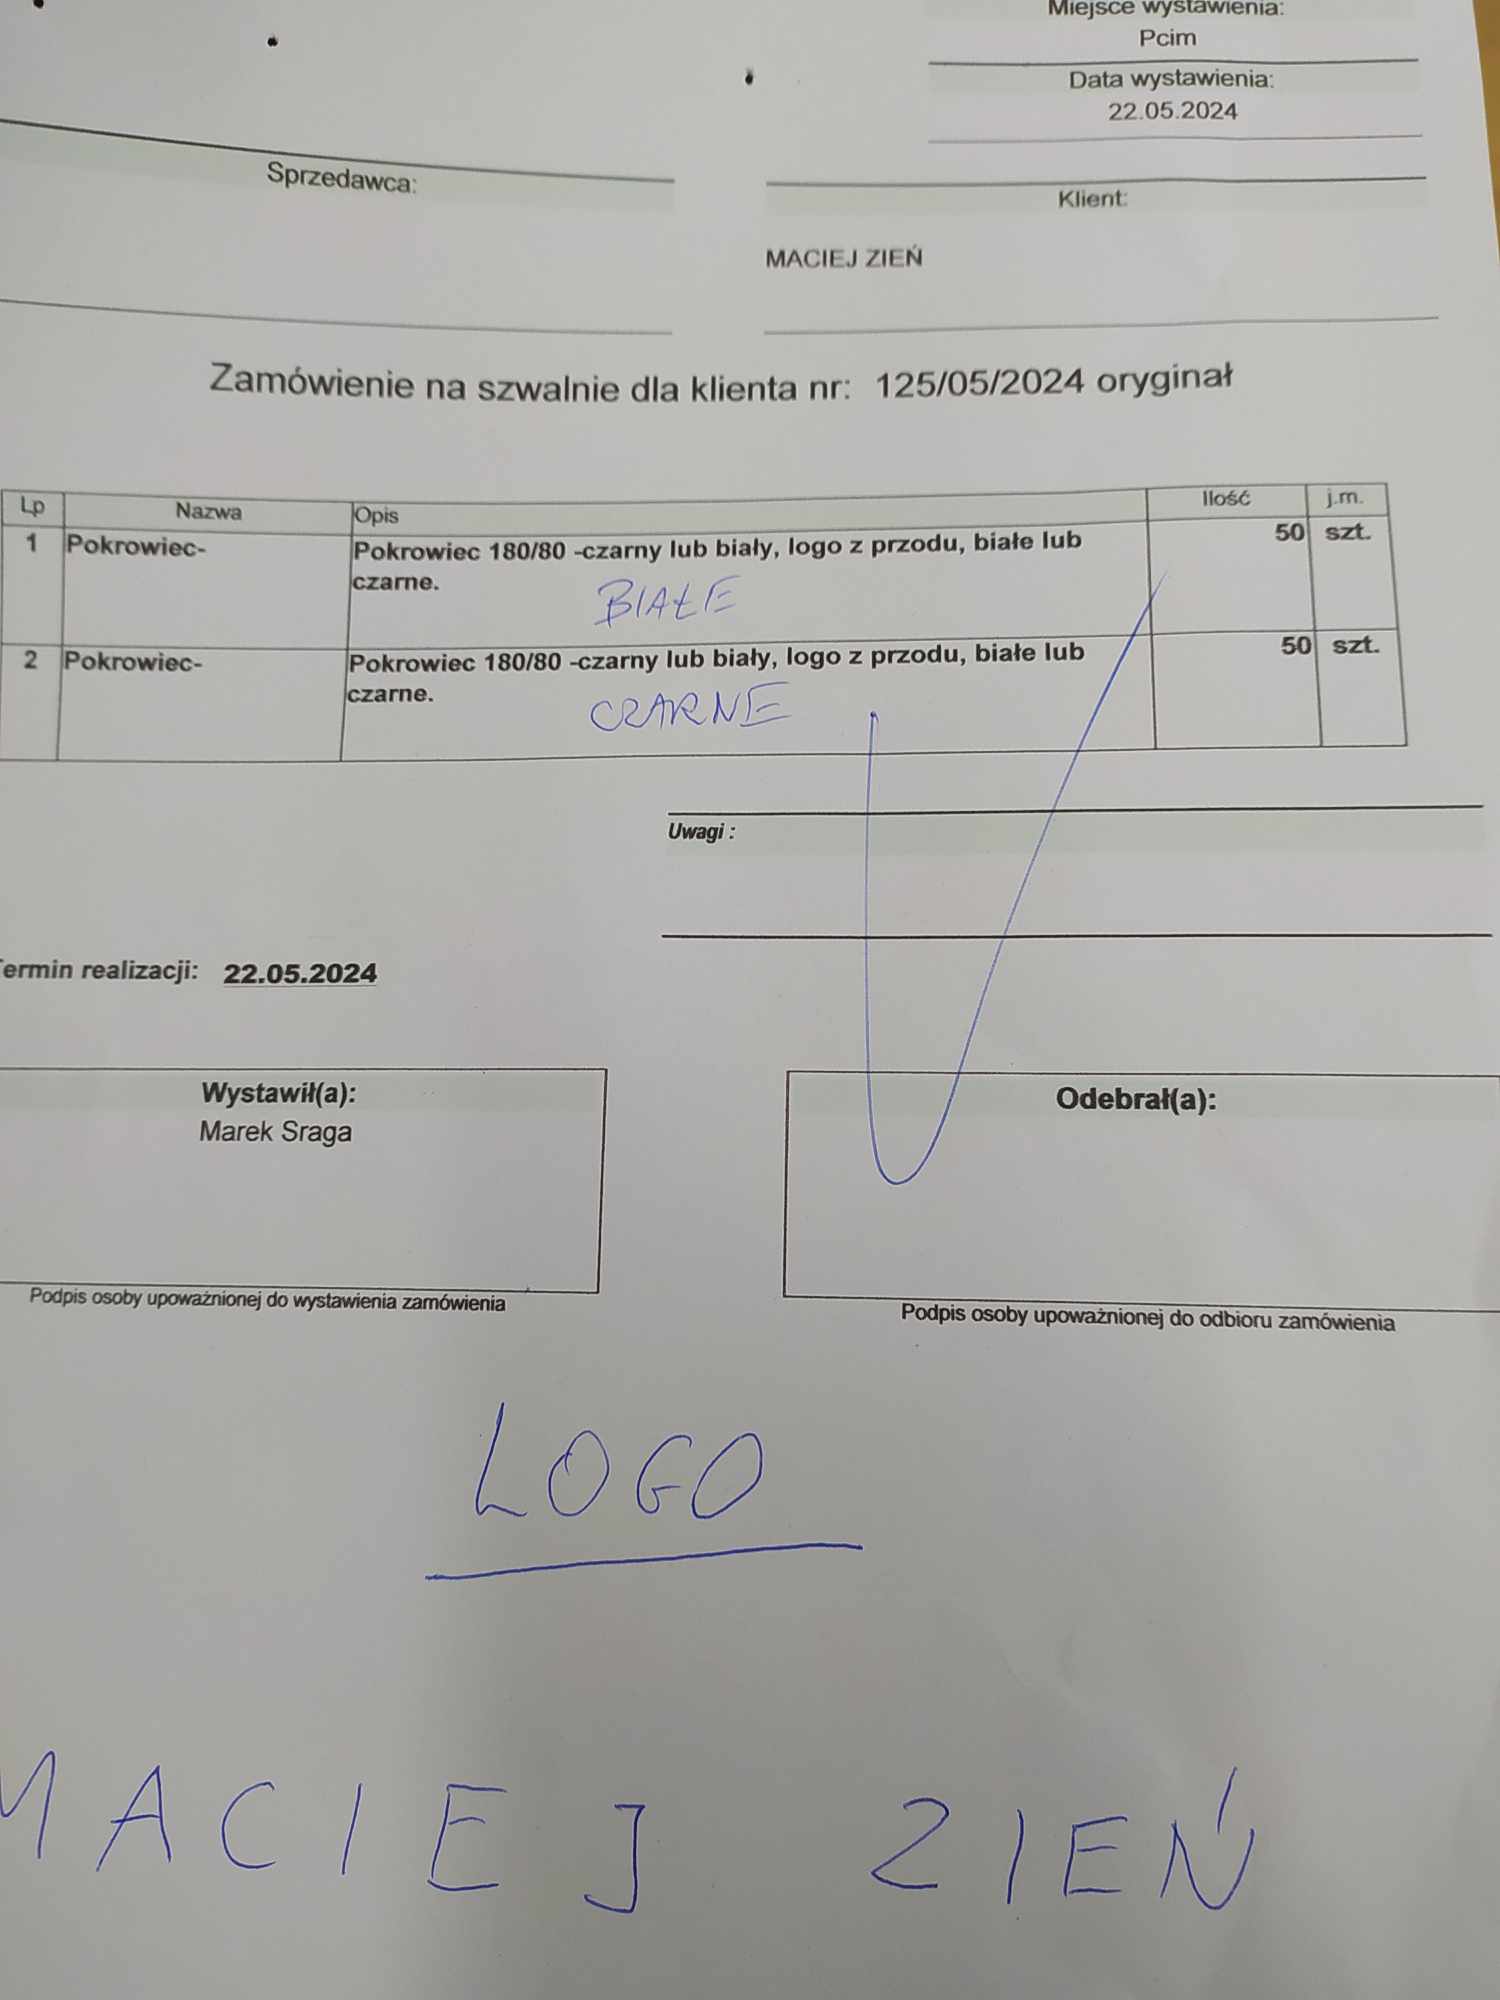 Miejsce wystawienia:
Pcim
Data wystawienia:
22.05.2024
Sprzedawca:
Klient:
MACIEJ ZIEŃ
Zamówienie na szwalnie dla klienta nr: 125/05/2024 oryginał
Lp Nazwa Opis Ilość j.m.
1 Pokrowiec- Pokrowiec 180/80 -czarny lub biały, logo z przodu, białe lub 50 szt.
czarne.
BIAŁE
2 Pokrowiec- Pokrowiec 180/80 -czarny lub biały, logo z przodu, białe lub 50 szt.
czarne.
CZARNE
Uwagi :
Termin realizacji: 22.05.2024
Wystawił(a):
Marek Sraga
Odebrał(a):
Podpis osoby upoważnionej do wystawienia zamówienia
Podpis osoby upoważnionej do odbioru zamówienia
LOGO
MACIEJ ZIEŃ